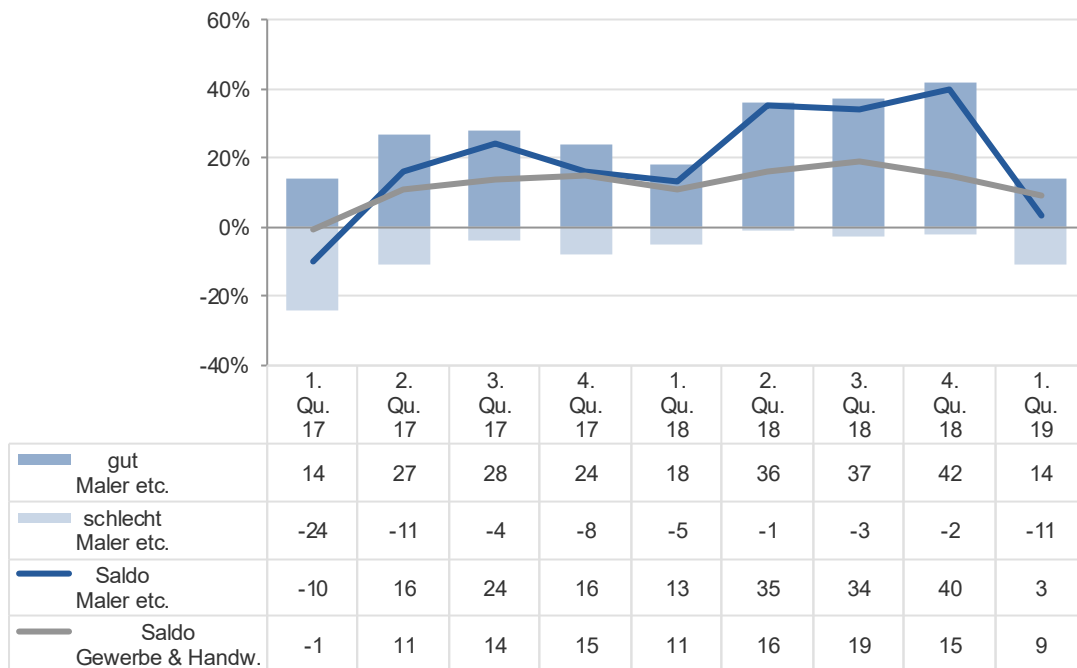 60%
40%
20%
0%
-20%
-40%
1. Qu. 17 2. Qu. 17 3. Qu. 17 4. Qu. 17 1. Qu. 18 2. Qu. 18 3. Qu. 18 4. Qu. 18 1. Qu. 19
gut
Maler etc. 14 27 28 24 18 36 37 42 14
schlecht
Maler etc. -24 -11 -4 -8 -5 -1 -3 -2 -11
Saldo
Maler etc. -10 16 24 16 13 35 34 40 3
Saldo
Gewerbe & Handw. -1 11 14 15 11 16 19 15 9